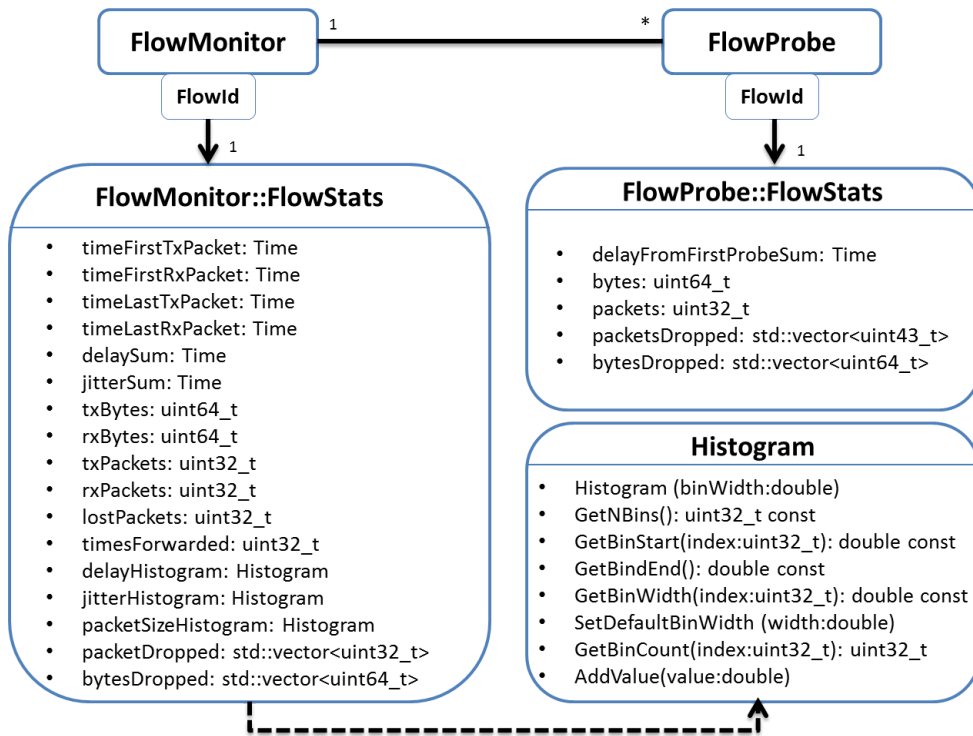 FlowMonitor
1
*
FlowProbe
FlowId
1
FlowId
1
FlowMonitor::FlowStats
• timeFirstTxPacket: Time
• timeFirstRxPacket: Time
• timeLastTxPacket: Time
• timeLastRxPacket: Time
• delaySum: Time
• jitterSum: Time
• txBytes: uint64_t
• rxBytes: uint64_t
• txPackets: uint32_t
• rxPackets: uint32_t
• lostPackets: uint32_t
• timesForwarded: uint32_t
• delayHistogram: Histogram
• jitterHistogram: Histogram
• packetSizeHistogram: Histogram
• packetDropped: std::vector<uint32_t>
• bytesDropped: std::vector<uint64_t>
FlowProbe::FlowStats
• delayFromFirstProbeSum: Time
• bytes: uint64_t
• packets: uint32_t
• packetsDropped: std::vector<uint43_t>
• bytesDropped: std::vector<uint64_t>
Histogram
• Histogram (binWidth:double)
• GetNBins(): uint32_t const
• GetBinStart(index:uint32_t): double const
• GetBindEnd(): double const
• GetBinWidth(index:uint32_t): double const
• SetDefaultBinWidth (width:double)
• GetBinCount(index:uint32_t): uint32_t
• AddValue(value:double)